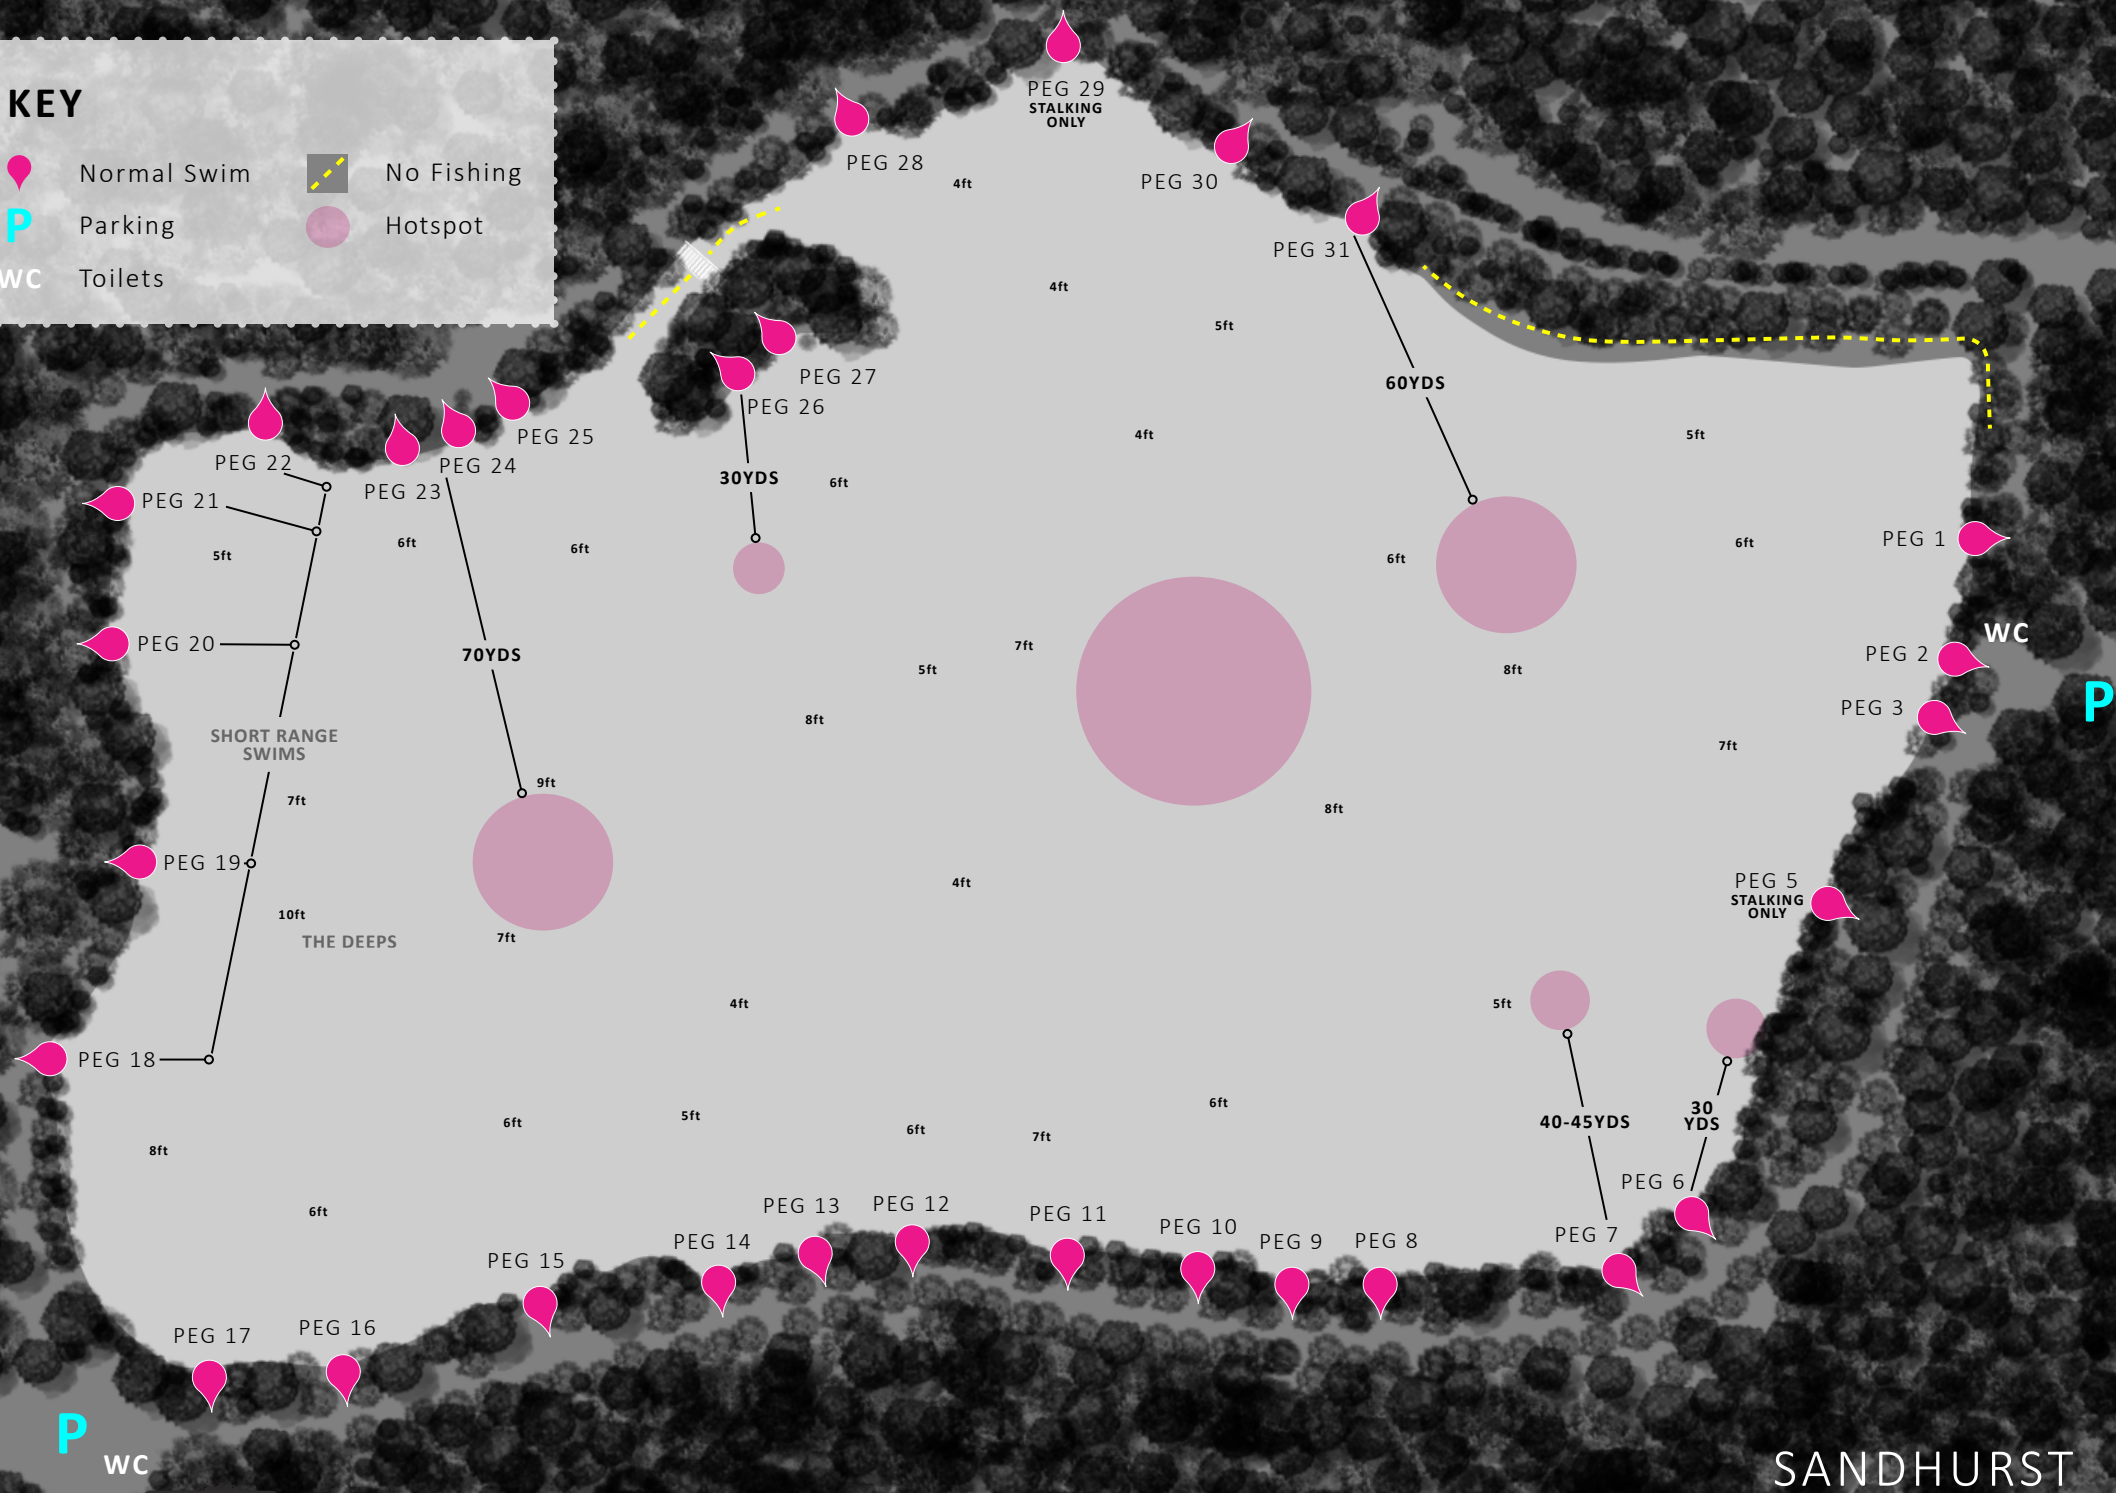 KEY
Normal Swim
No Fishing
P
Parking
Hotspot
WC
Toilets
PEG 29
STALKING
ONLY
PEG 28
PEG 30
4ft
PEG 31
4ft
5ft
PEG 27
60YDS
PEG 26
PEG 25
4ft
5ft
PEG 22
PEG 24
30YDS
6ft
PEG 23
PEG 21
5ft
6ft
6ft
6ft
6ft
PEG 1
WC
PEG 20
70YDS
7ft
5ft
8ft
PEG 2
P
PEG 3
8ft
SHORT RANGE
SWIMS
7ft
9ft
7ft
8ft
PEG 19
4ft
PEG 5
STALKING
ONLY
10ft
THE DEEPS
7ft
4ft
5ft
PEG 18
6ft
30
YDS
40-45YDS
6ft
5ft
6ft
7ft
8ft
PEG 6
6ft
PEG 13
PEG 12
PEG 11
PEG 10
PEG 7
PEG 14
PEG 9
PEG 8
PEG 15
PEG 17
PEG 16
P
WC
SANDHURST